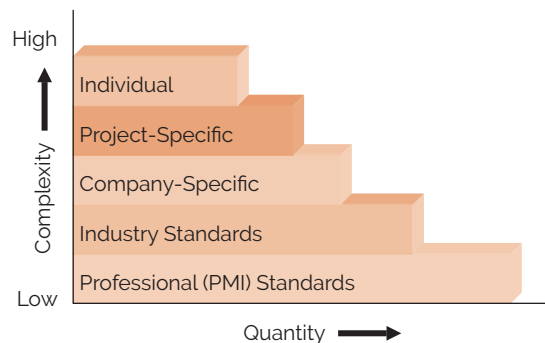 High
Individual
Project-Specific
Company-Specific
Industry Standards
Professional (PMI) Standards
Low
Complexity
Quantity